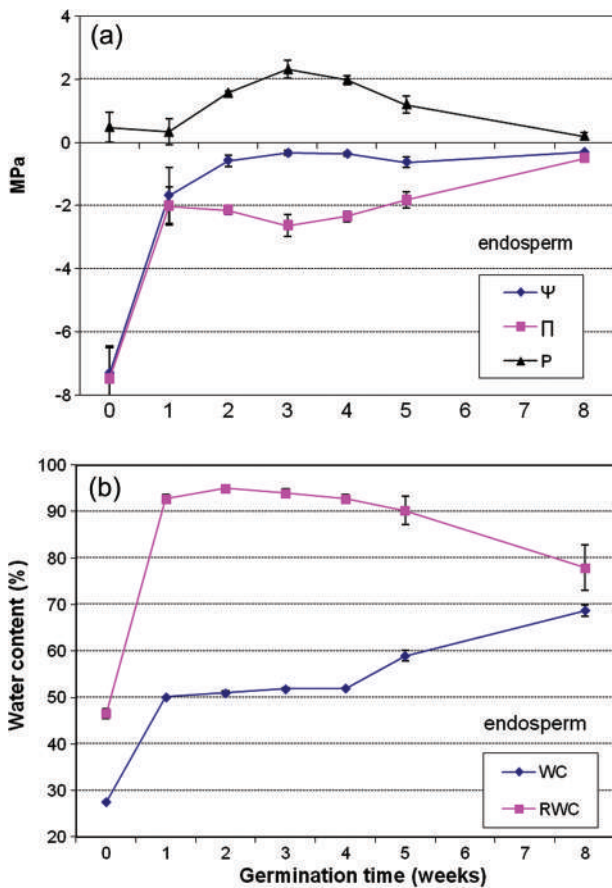 (a)
4
2
0
-2
-4
-6
-8
MPa
endosperm
Ψ
Π
P
0 1 2 3 4 5 6 7 8
(b)
100
90
80
70
60
50
40
30
20
Water content (%)
endosperm
WC
RWC
0 1 2 3 4 5 6 7 8
Germination time (weeks)